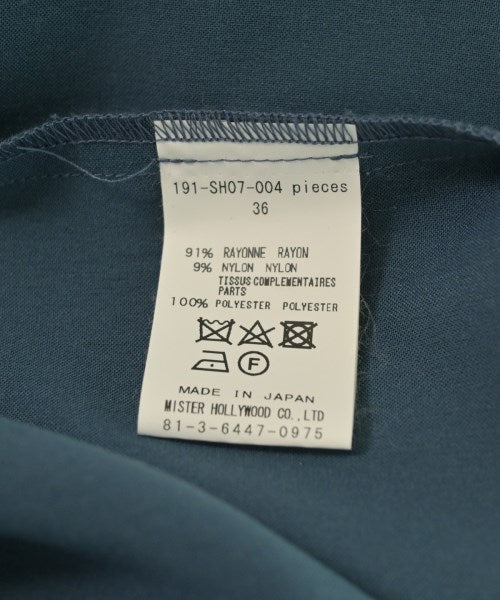 191-SH07-004 pieces
36
91% RAYONNE RAYON
9% NYLON NYLON
TISSUS COMPLEMENTAIRES
PARTS
100% POLYESTER POLYESTER
F
MADE IN JAPAN
MISTER HOLLYWOOD CO.,LTD
81-3-6447-0975